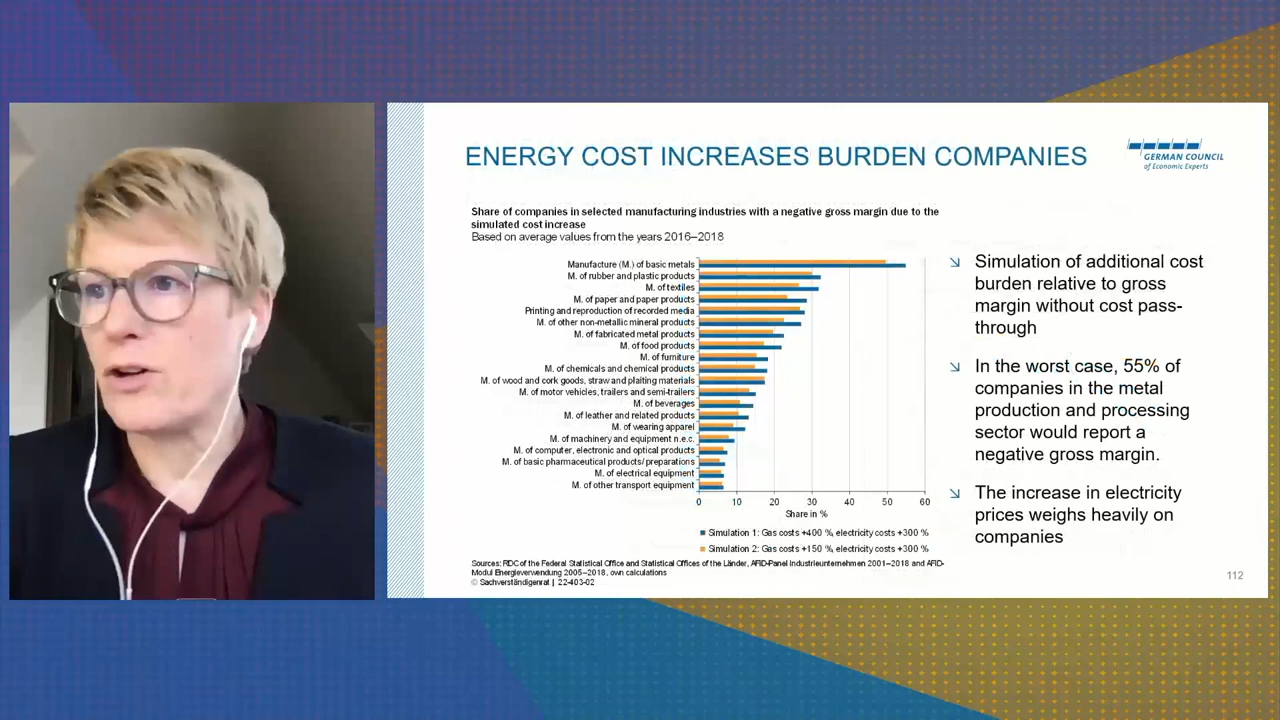 ENERGY COST INCREASES BURDEN COMPANIES
GERMAN COUNCIL
of Economic Experts
Share of companies in selected manufacturing industries with a negative gross margin due to the
simulated cost increase
Based on average values from the years 2016–2018
Manufacture (M.) of basic metals
M. of rubber and plastic products
M. of textiles
M. of paper and paper products
Printing and reproduction of recorded media
M. of other non-metallic mineral products
M. of fabricated metal products
M. of food products
M. of furniture
M. of chemicals and chemical products
M. of wood and cork goods, straw and plaiting materials
M. of motor vehicles, trailers and semi-trailers
M. of beverages
M. of leather and related products
M. of wearing apparel
M. of machinery and equipment n.e.c.
M. of computer, electronic and optical products
M. of basic pharmaceutical products/ preparations
M. of electrical equipment
M. of other transport equipment
0 10 20 30 40 50 60
Share in %
Simulation 1: Gas costs +400 %, electricity costs +300 %
Simulation 2: Gas costs +150 %, electricity costs +300 %
Sources: RDC of the Federal Statistical Office and Statistical Offices of the Länder, AFiD-Panel Industrieunternehmen 2001–2018 and AFiD-
Modul Energieverwendung 2005–2018, own calculations
© Sachverständigenrat | 22-403-02
Simulation of additional cost
burden relative to gross
margin without cost pass-
through
In the worst case, 55% of
companies in the metal
production and processing
sector would report a
negative gross margin.
The increase in electricity
prices weighs heavily on
companies
112